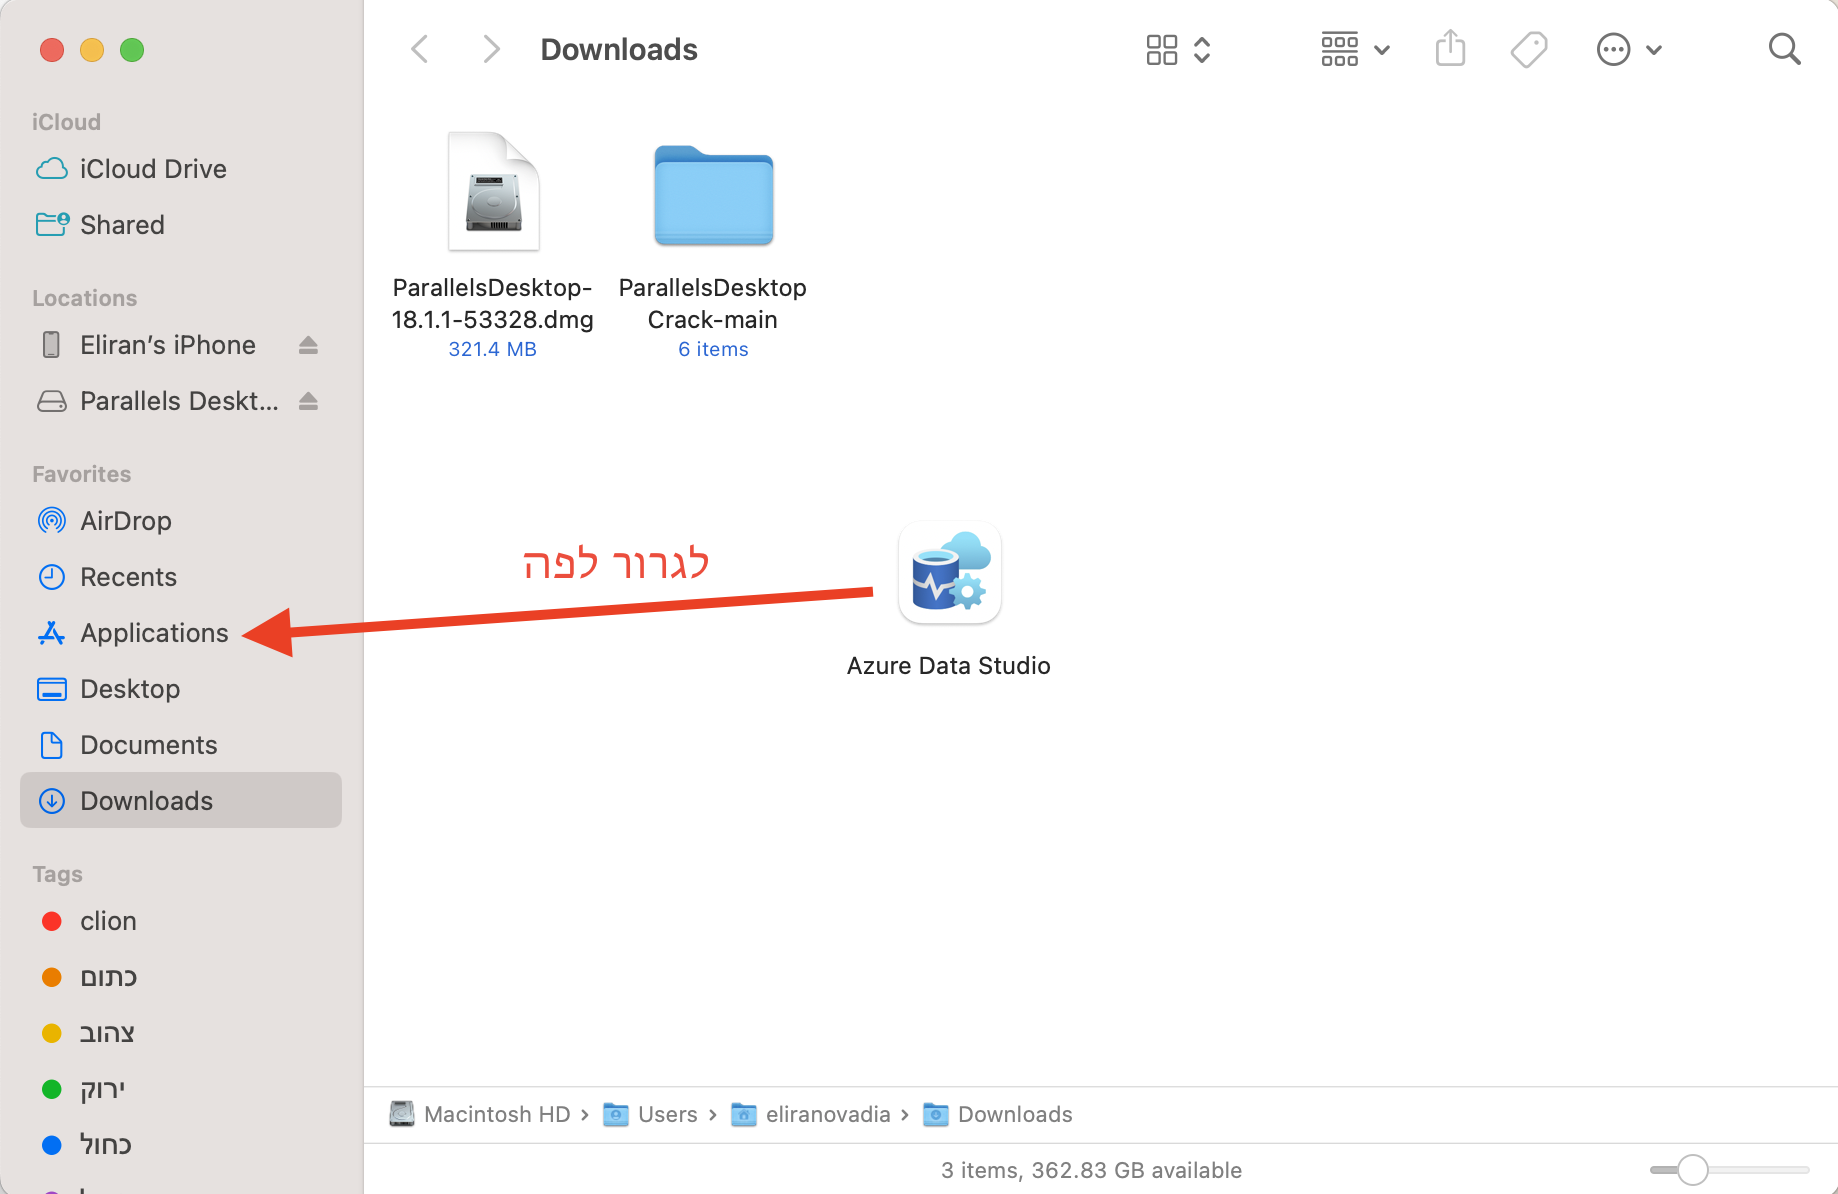 Downloads
iCloud
iCloud Drive
Shared
Locations
Eliran’s iPhone
Parallels Deskt...
Favorites
AirDrop
Recents
Applications
Desktop
Documents
Downloads
Tags
clion
כתום
צהוב
ירוק
כחול
ParallelsDesktop-
18.1.1-53328.dmg
321.4 MB
ParallelsDesktop
Crack-main
6 items
לגרור לפה
Azure Data Studio
Macintosh HD › Users › eliranovadia › Downloads
3 items, 362.83 GB available